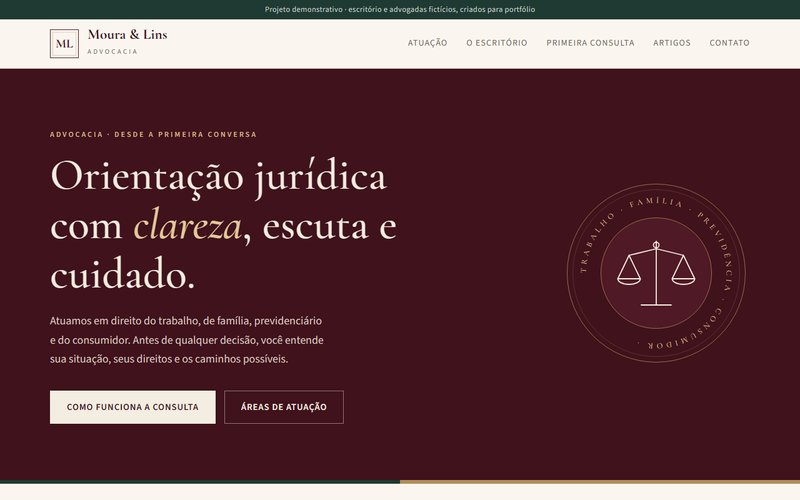 Projeto demonstrativo · escritório e advogadas fictícios, criados para portfólio
ML
Moura & Lins
ADVOCACIA
ATUAÇÃO
O ESCRITÓRIO
PRIMEIRA CONSULTA
ARTIGOS
CONTATO
ADVOCACIA · DESDE A PRIMEIRA CONVERSA
Orientação jurídica
com clareza, escuta e
cuidado.
Atuamos em direito do trabalho, de família, previdenciário
e do consumidor. Antes de qualquer decisão, você entende
sua situação, seus direitos e os caminhos possíveis.
COMO FUNCIONA A CONSULTA
ÁREAS DE ATUAÇÃO
TRABALHO · FAMÍLIA · PREVIDÊNCIA · CONSUMIDOR ·